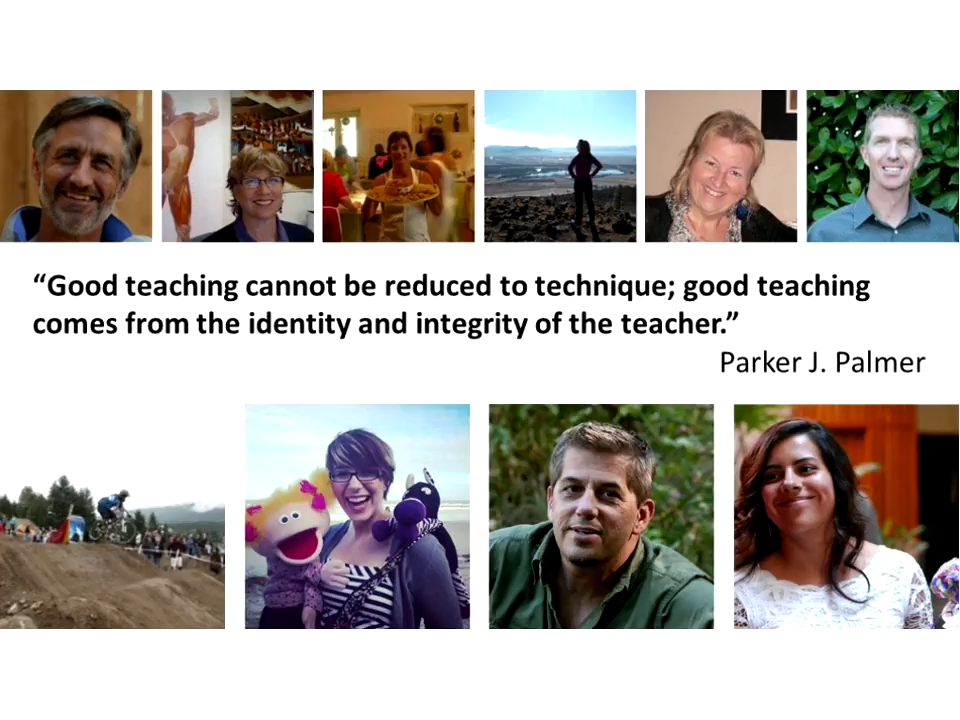 “Good teaching cannot be reduced to technique; good teaching
comes from the identity and integrity of the teacher.”
Parker J. Palmer